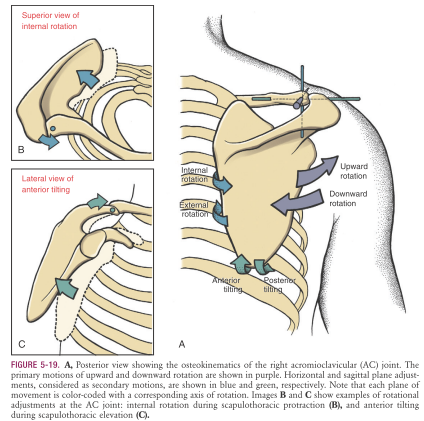 Superior view of
internal rotation
B
Lateral view of
anterior tilting
C
Internal
rotation
External
rotation
Upward
rotation
Downward
rotation
Anterior
tilting
Posterior
tilting
A
FIGURE 5-19. A, Posterior view showing the osteokinematics of the right acromioclavicular (AC) joint. The
primary motions of upward and downward rotation are shown in purple. Horizontal and sagittal plane adjust-
ments, considered as secondary motions, are shown in blue and green, respectively. Note that each plane of
movement is color-coded with a corresponding axis of rotation. Images B and C show examples of rotational
adjustments at the AC joint: internal rotation during scapulothoracic protraction (B), and anterior tilting
during scapulothoracic elevation (C).